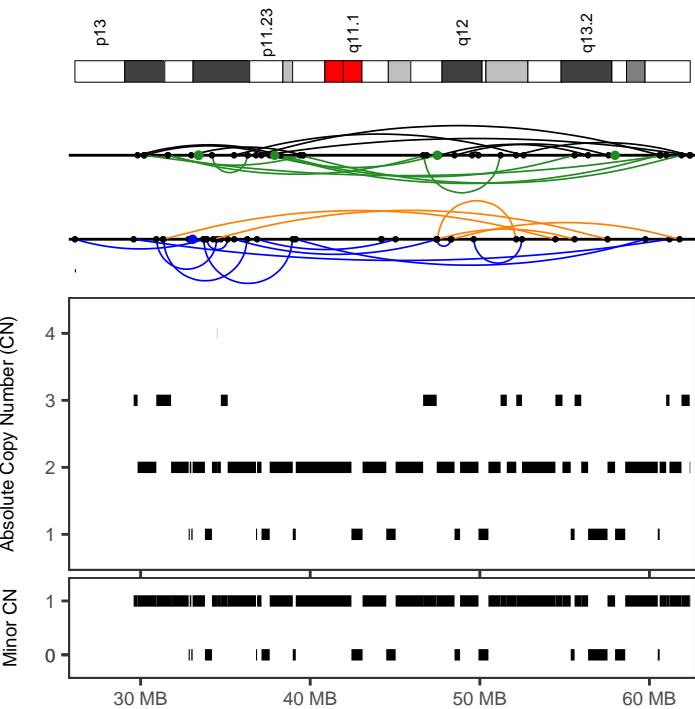 p13
p11.23
q11.1
q12
q13.2
Absolute Copy Number (CN)
4
3
2
1
Minor CN
1
0
30 MB
40 MB
50 MB
60 MB